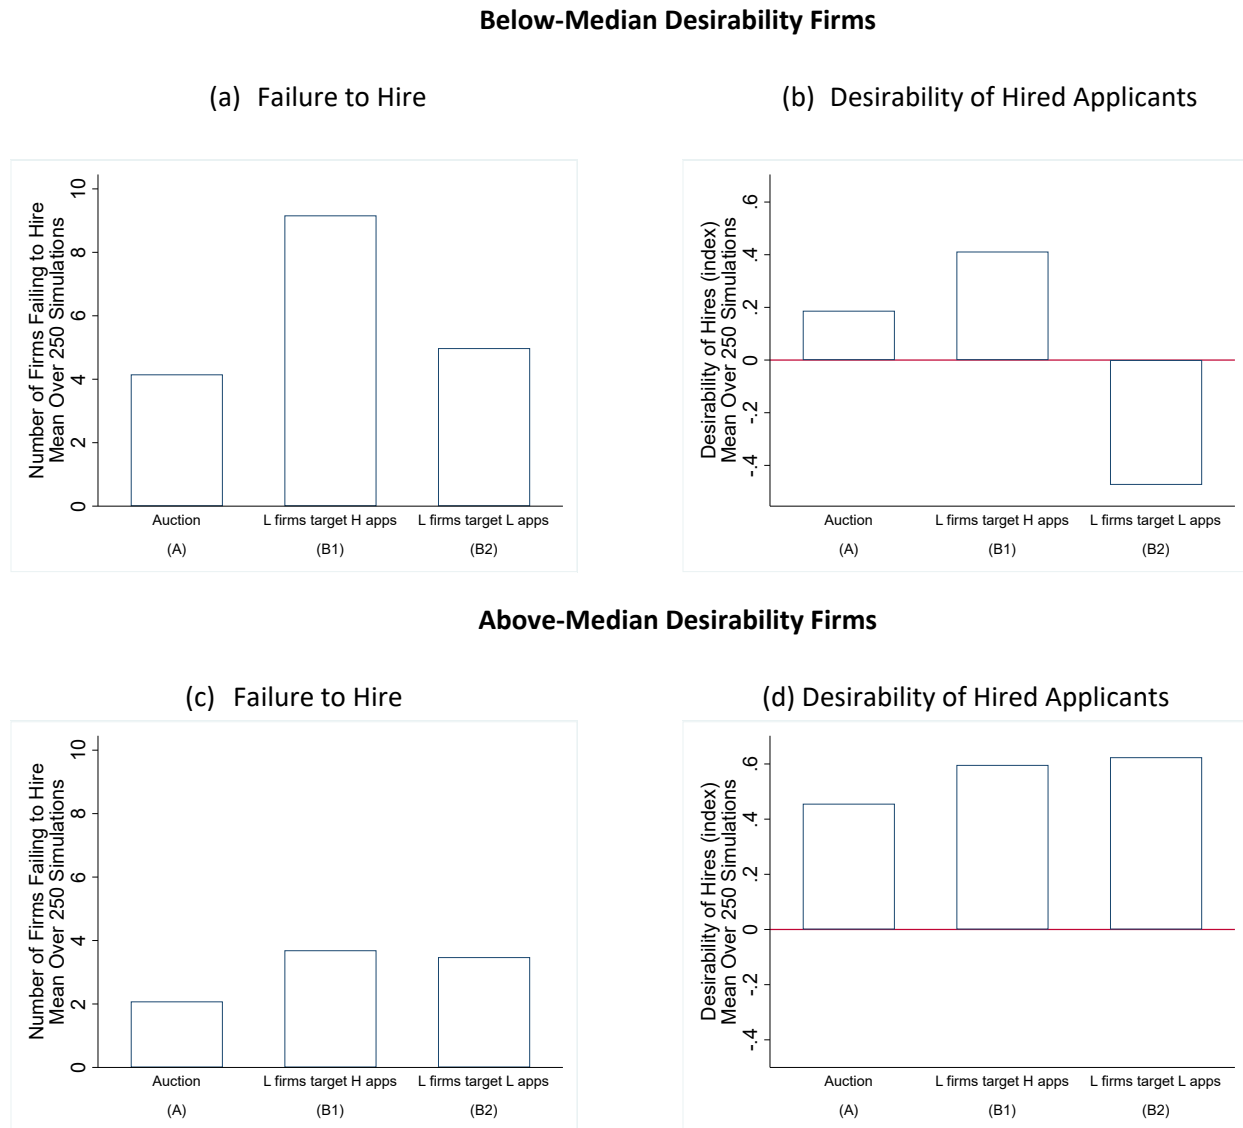 Below-Median Desirability Firms
(a) Failure to Hire
(b) Desirability of Hired Applicants
Number of Firms Failing to Hire
Mean Over 250 Simulations
0
2
4
6
8
10
Auction
L firms target H apps
L firms target L apps
(A)
(B1)
(B2)
Desirability of Hires (index)
Mean Over 250 Simulations
-.4
-.2
0
.2
.4
.6
Auction
L firms target H apps
L firms target L apps
(A)
(B1)
(B2)
Above-Median Desirability Firms
(c) Failure to Hire
(d) Desirability of Hired Applicants
Number of Firms Failing to Hire
Mean Over 250 Simulations
0
2
4
6
8
10
Auction
L firms target H apps
L firms target L apps
(A)
(B1)
(B2)
Desirability of Hires (index)
Mean Over 250 Simulations
-.4
-.2
0
.2
.4
.6
Auction
L firms target H apps
L firms target L apps
(A)
(B1)
(B2)